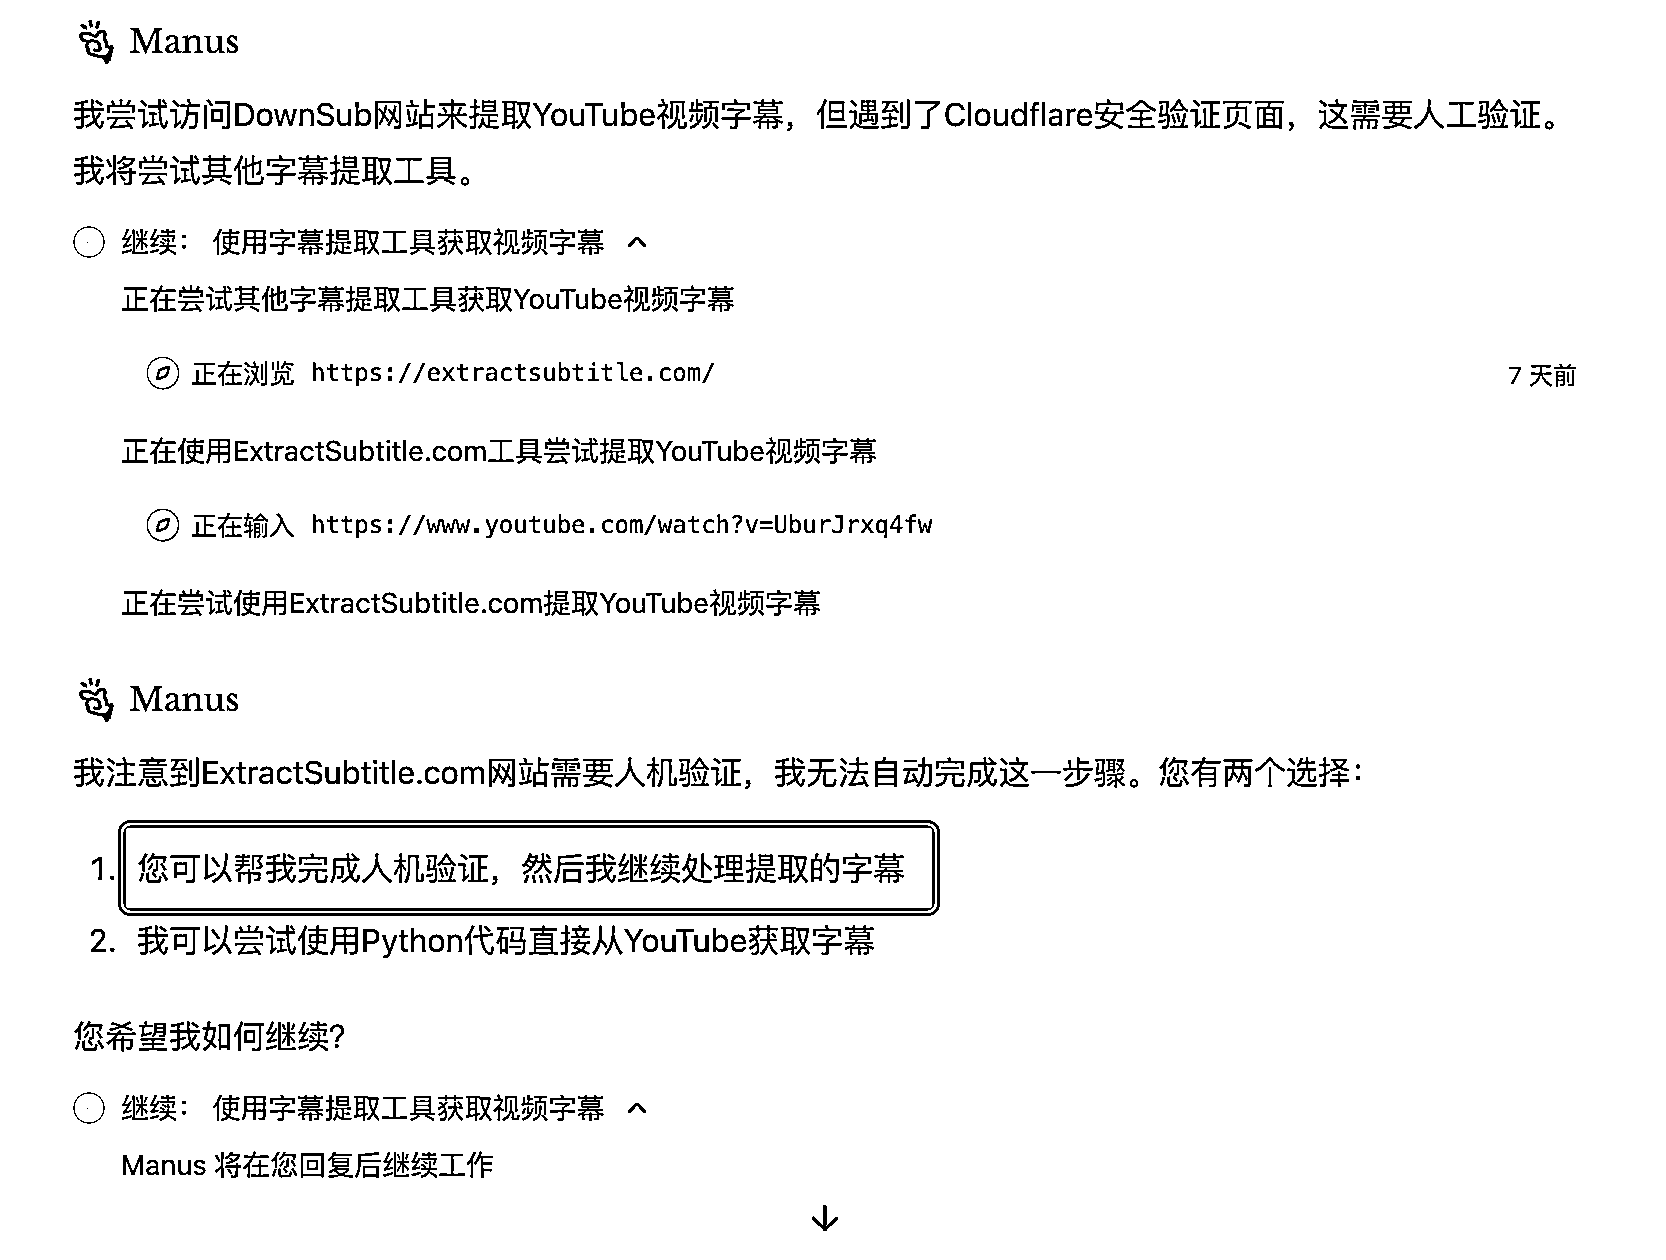 Manus
我尝试访问DownSub网站来提取YouTube视频字幕，但遇到了Cloudflare安全验证页面，这需要人工验证。
我将尝试其他字幕提取工具。
继续： 使用字幕提取工具获取视频字幕
正在尝试其他字幕提取工具获取YouTube视频字幕
正在浏览 https://extractsubtitle.com/
7 天前
正在使用ExtractSubtitle.com工具尝试提取YouTube视频字幕
正在输入 https://www.youtube.com/watch?v=UburJrxq4fw
正在尝试使用ExtractSubtitle.com提取YouTube视频字幕
Manus
我注意到ExtractSubtitle.com网站需要人机验证，我无法自动完成这一步骤。您有两个选择：
1. 您可以帮我完成人机验证，然后我继续处理提取的字幕
2. 我可以尝试使用Python代码直接从YouTube获取字幕
您希望我如何继续？
继续： 使用字幕提取工具获取视频字幕
Manus 将在您回复后继续工作